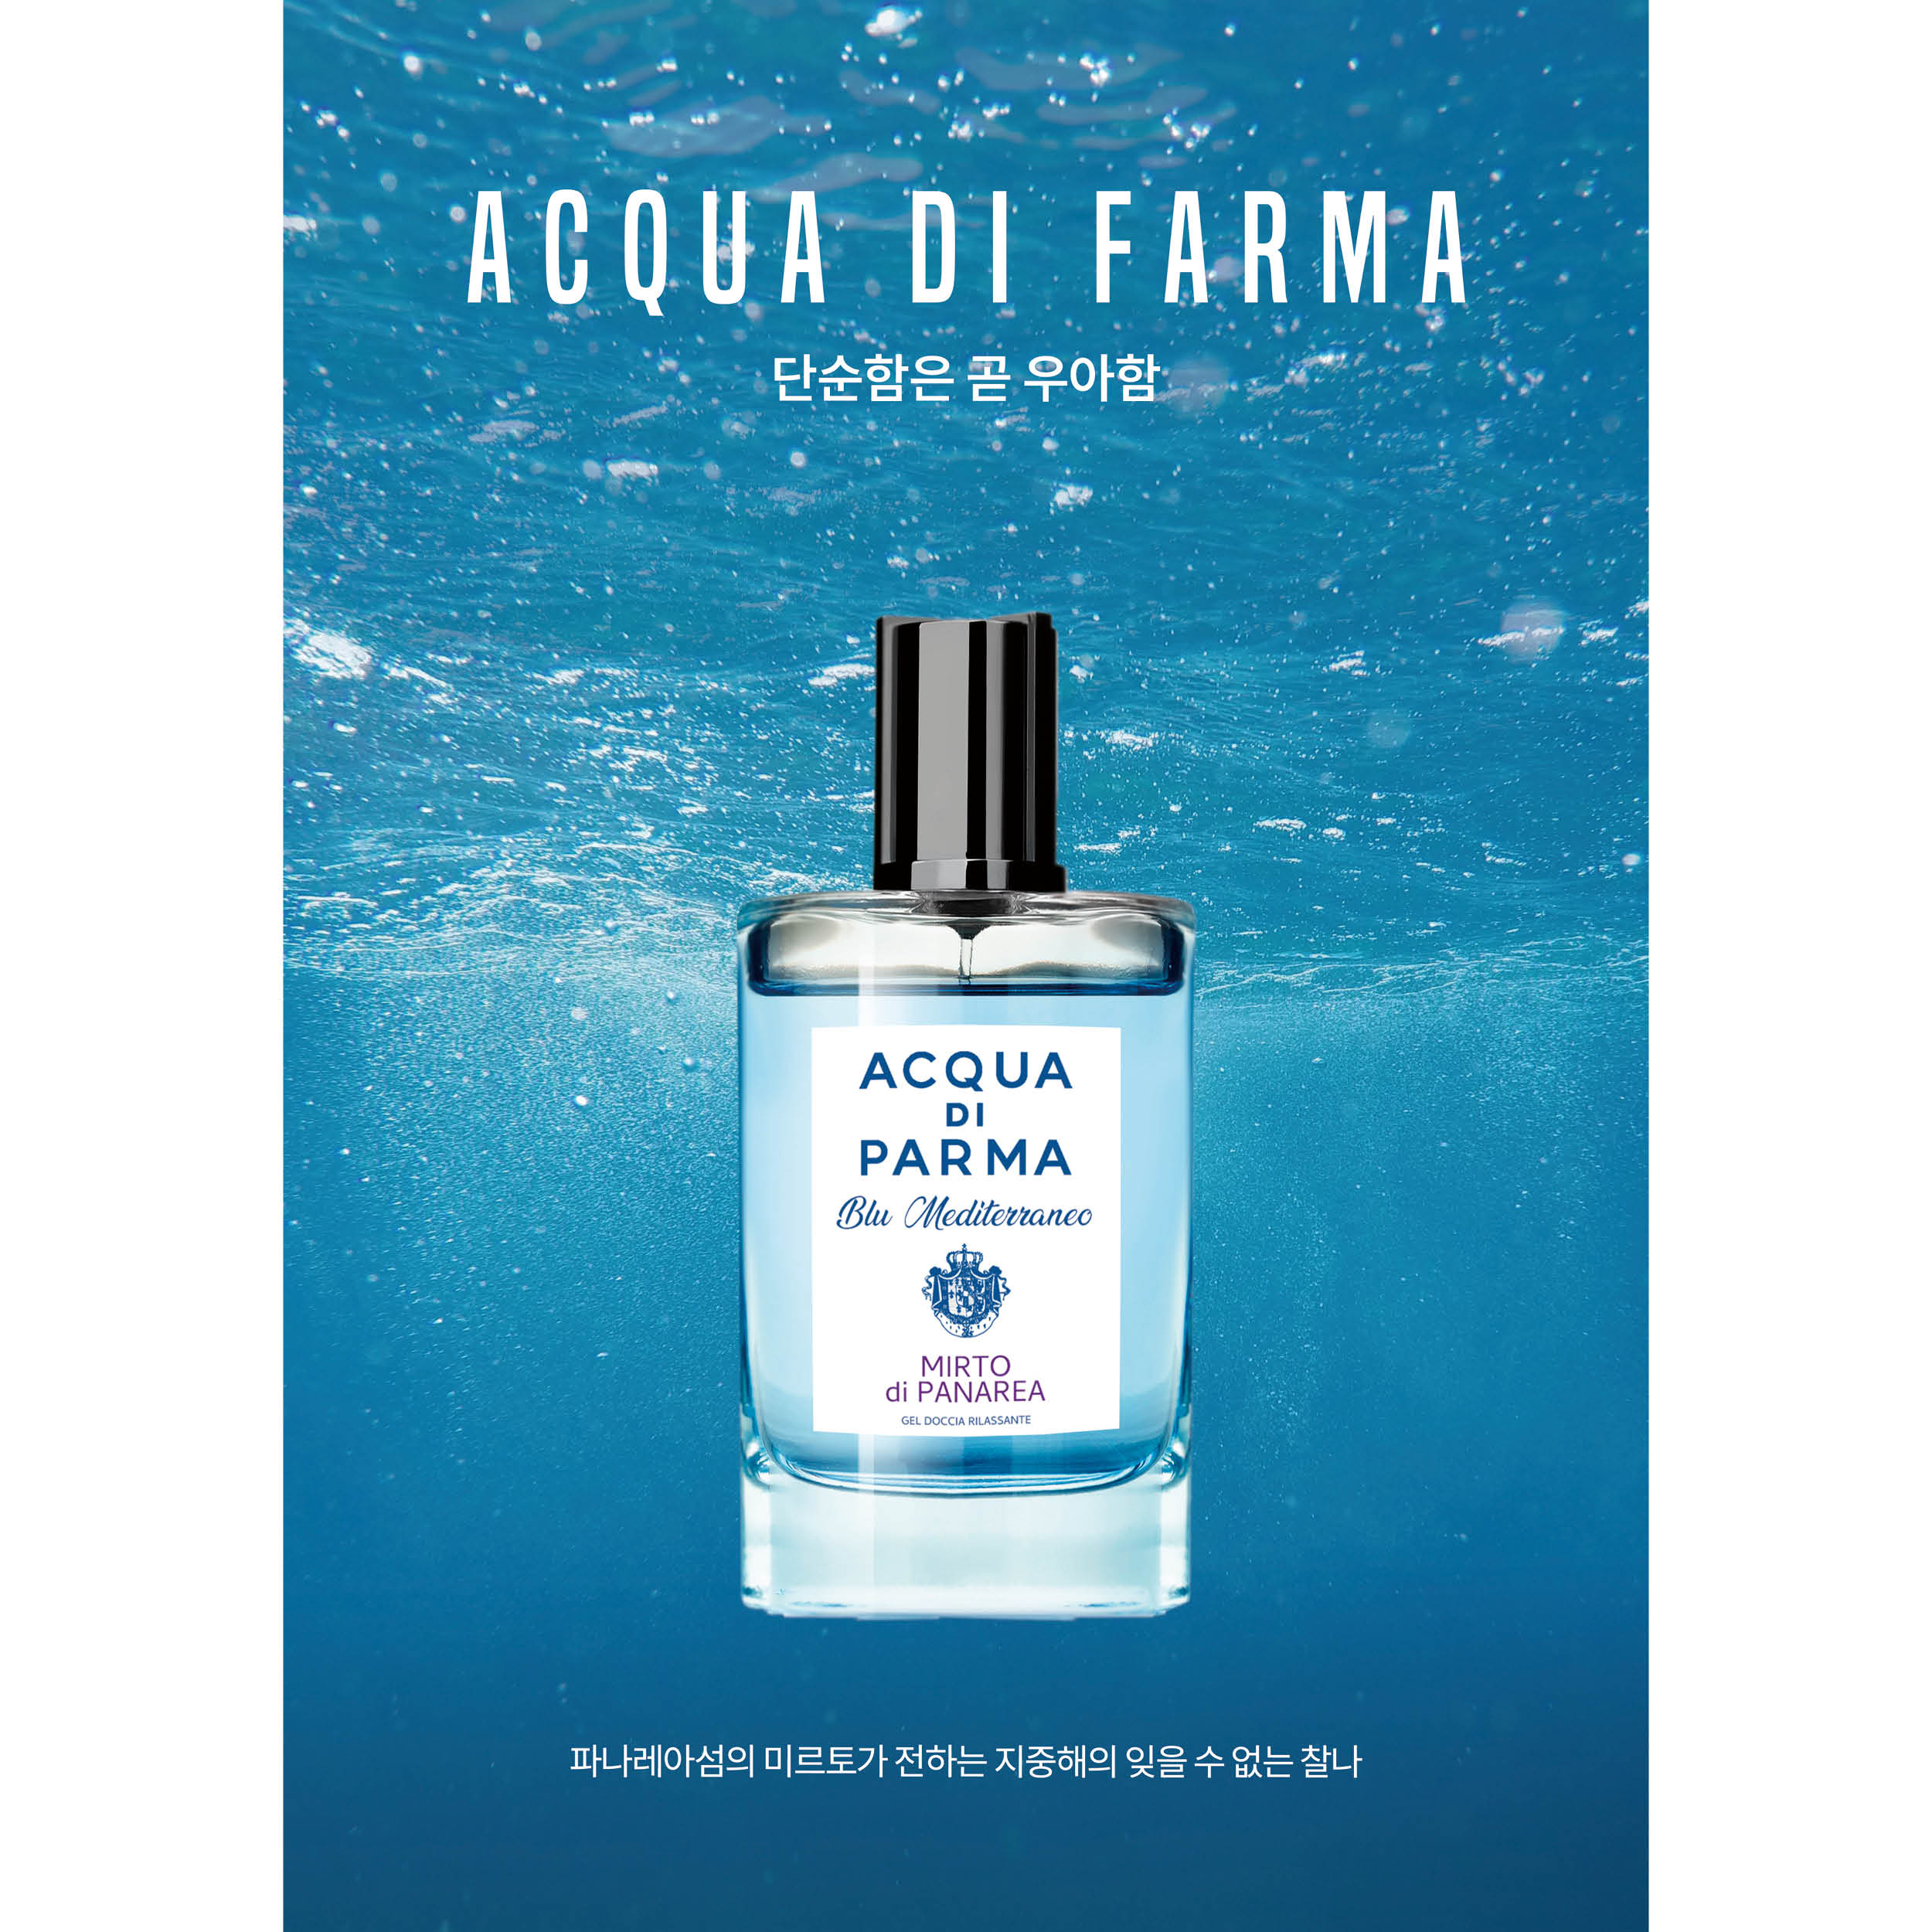 ACQUA DI FARMA
단순함은 곧 우아함
ACQUA
DI
PARMA
Blu Mediterraneo
MIRTO
di PANAREA
GEL DOCCIA RILASSANTE
파나레아섬의 미르토가 전하는 지중해의 잊을 수 없는 찰나